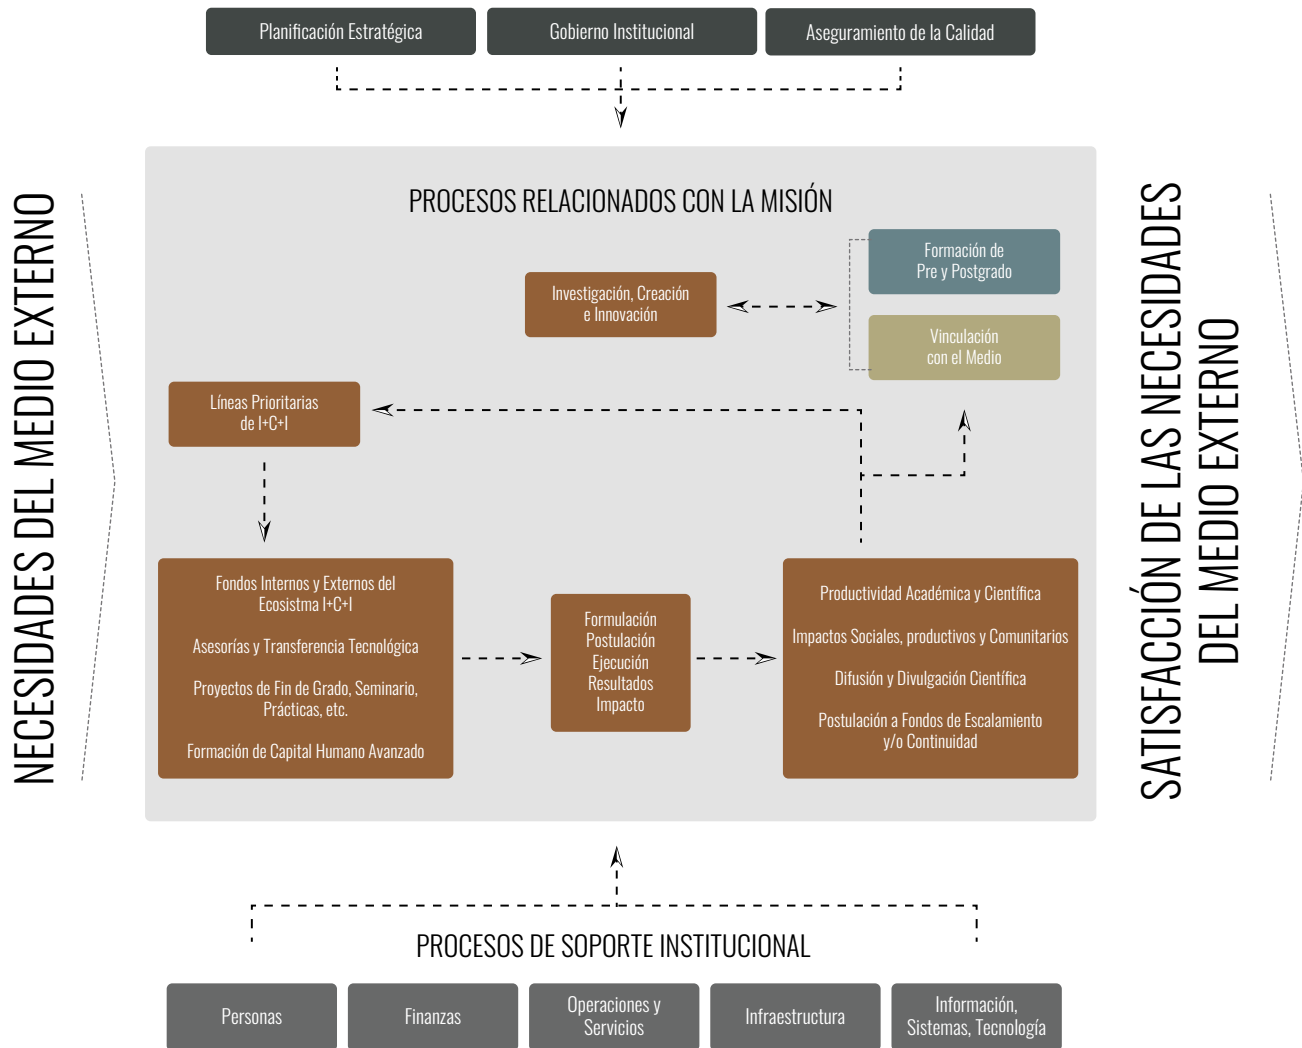 Planificación Estratégica
Gobierno Institucional
Aseguramiento de la Calidad
NECESIDADES DEL MEDIO EXTERNO
PROCESOS RELACIONADOS CON LA MISIÓN
Formación de
Pre y Postgrado
Investigación, Creación
e Innovación
Vinculación
con el Medio
Líneas Prioritarias
de I+C+I
Fondos Internos y Externos del
Ecosistma I+C+I
Asesorías y Transferencia Tecnológica
Proyectos de Fin de Grado, Seminario,
Prácticas, etc.
Formación de Capital Humano Avanzado
Formulación
Postulación
Ejecución
Resultados
Impacto
Productividad Académica y Científica
Impactos Sociales, productivos y Comunitarios
Difusión y Divulgación Científica
Postulación a Fondos de Escalamiento
y/o Continuidad
SATISFACCIÓN DE LAS NECESIDADES
DEL MEDIO EXTERNO
PROCESOS DE SOPORTE INSTITUCIONAL
Personas
Finanzas
Operaciones y
Servicios
Infraestructura
Información,
Sistemas, Tecnología